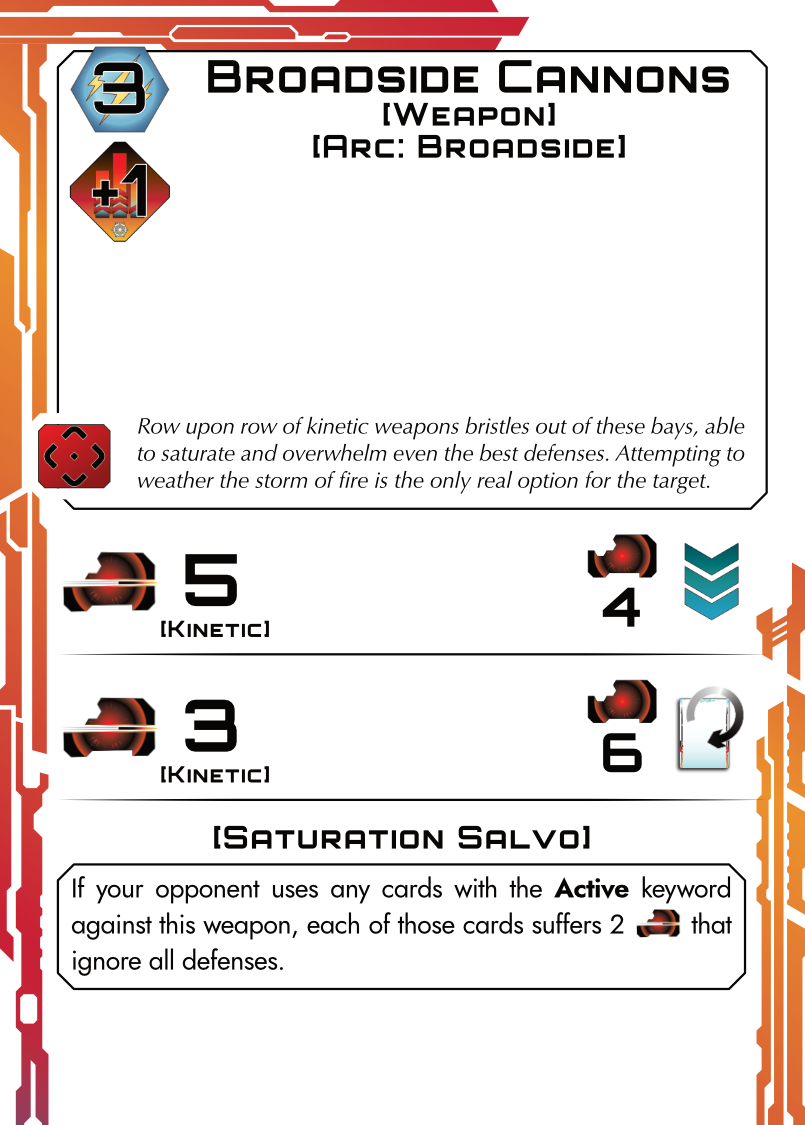 3
Broadside Cannons
[Weapon]
[Arc: Broadside]
+1
Row upon row of kinetic weapons bristles out of these bays, able
to saturate and overwhelm even the best defenses. Attempting to
weather the storm of fire is the only real option for the target.
5
[Kinetic]
4
3
[Kinetic]
6
[Saturation Salvo]
If your opponent uses any cards with the Active keyword
against this weapon, each of those cards suffers 2 that
ignore all defenses.